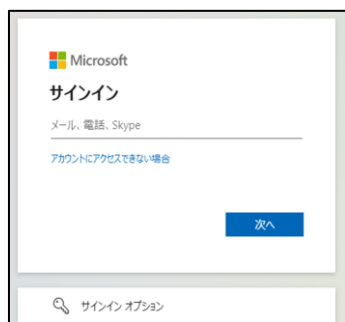 Microsoft
サインイン
メール、電話、Skype
アカウントにアクセスできない場合
次へ
サインイン オプション